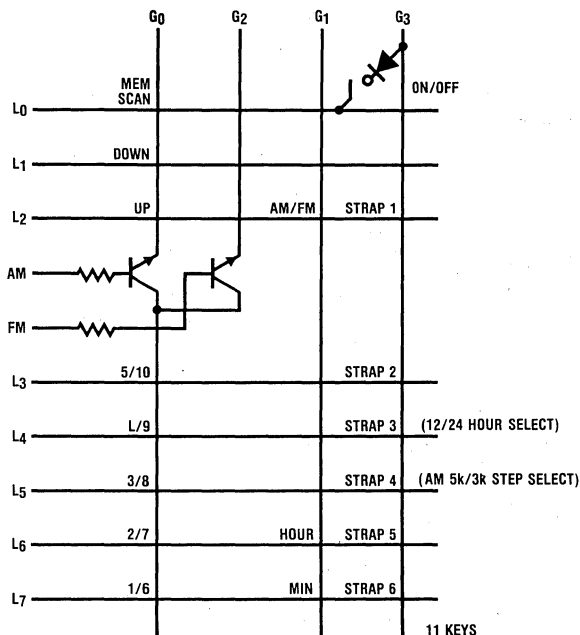 G0 G2 G1 G3
MEM
SCAN
ON/OFF
L0
DOWN
L1
UP AM/FM STRAP 1
L2
AM
FM
5/10 STRAP 2
L3
L/9 STRAP 3 (12/24 HOUR SELECT)
L4
3/8 STRAP 4 (AM 5k/3k STEP SELECT)
L5
2/7 HOUR STRAP 5
L6
1/6 MIN STRAP 6
L7
11 KEYS